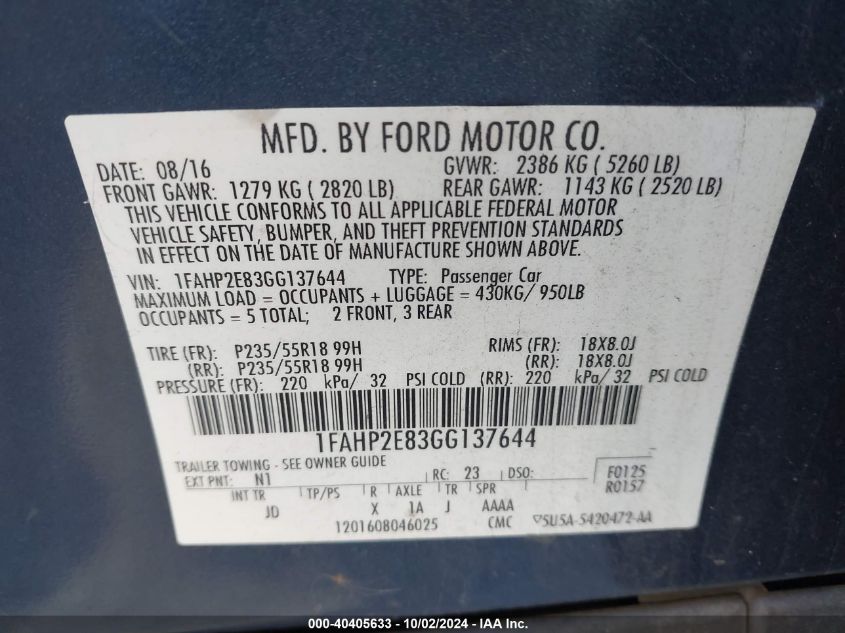 MFD. BY FORD MOTOR CO.
DATE: 08/16 GVWR: 2386 KG ( 5260 LB)
FRONT GAWR: 1279 KG ( 2820 LB) REAR GAWR: 1143 KG ( 2520 LB)
THIS VEHICLE CONFORMS TO ALL APPLICABLE FEDERAL MOTOR
VEHICLE SAFETY, BUMPER, AND THEFT PREVENTION STANDARDS
IN EFFECT ON THE DATE OF MANUFACTURE SHOWN ABOVE.
VIN: 1FAHP2E83GG137644 TYPE: Passenger Car
MAXIMUM LOAD = OCCUPANTS + LUGGAGE = 430KG/ 950LB
OCCUPANTS = 5 TOTAL; 2 FRONT, 3 REAR
TIRE (FR): P235/55R18 99H RIMS (FR): 18X8.0J
(RR): P235/55R18 99H (RR): 18X8.0J
PRESSURE (FR): 220 kPa/ 32 PSI COLD (RR): 220 kPa/ 32 PSI COLD
1FAHP2E83GG137644
TRAILER TOWING - SEE OWNER GUIDE
EXT PNT: N1 RC: 23 DSO: F0125
R0157
INT TR TP/PS R AXLE TR SPR
JD X 1A J AAAA
1201608046025 CMC 5U5A-5420472-AA
000-40405633 - 10/02/2024 - IAA Inc.